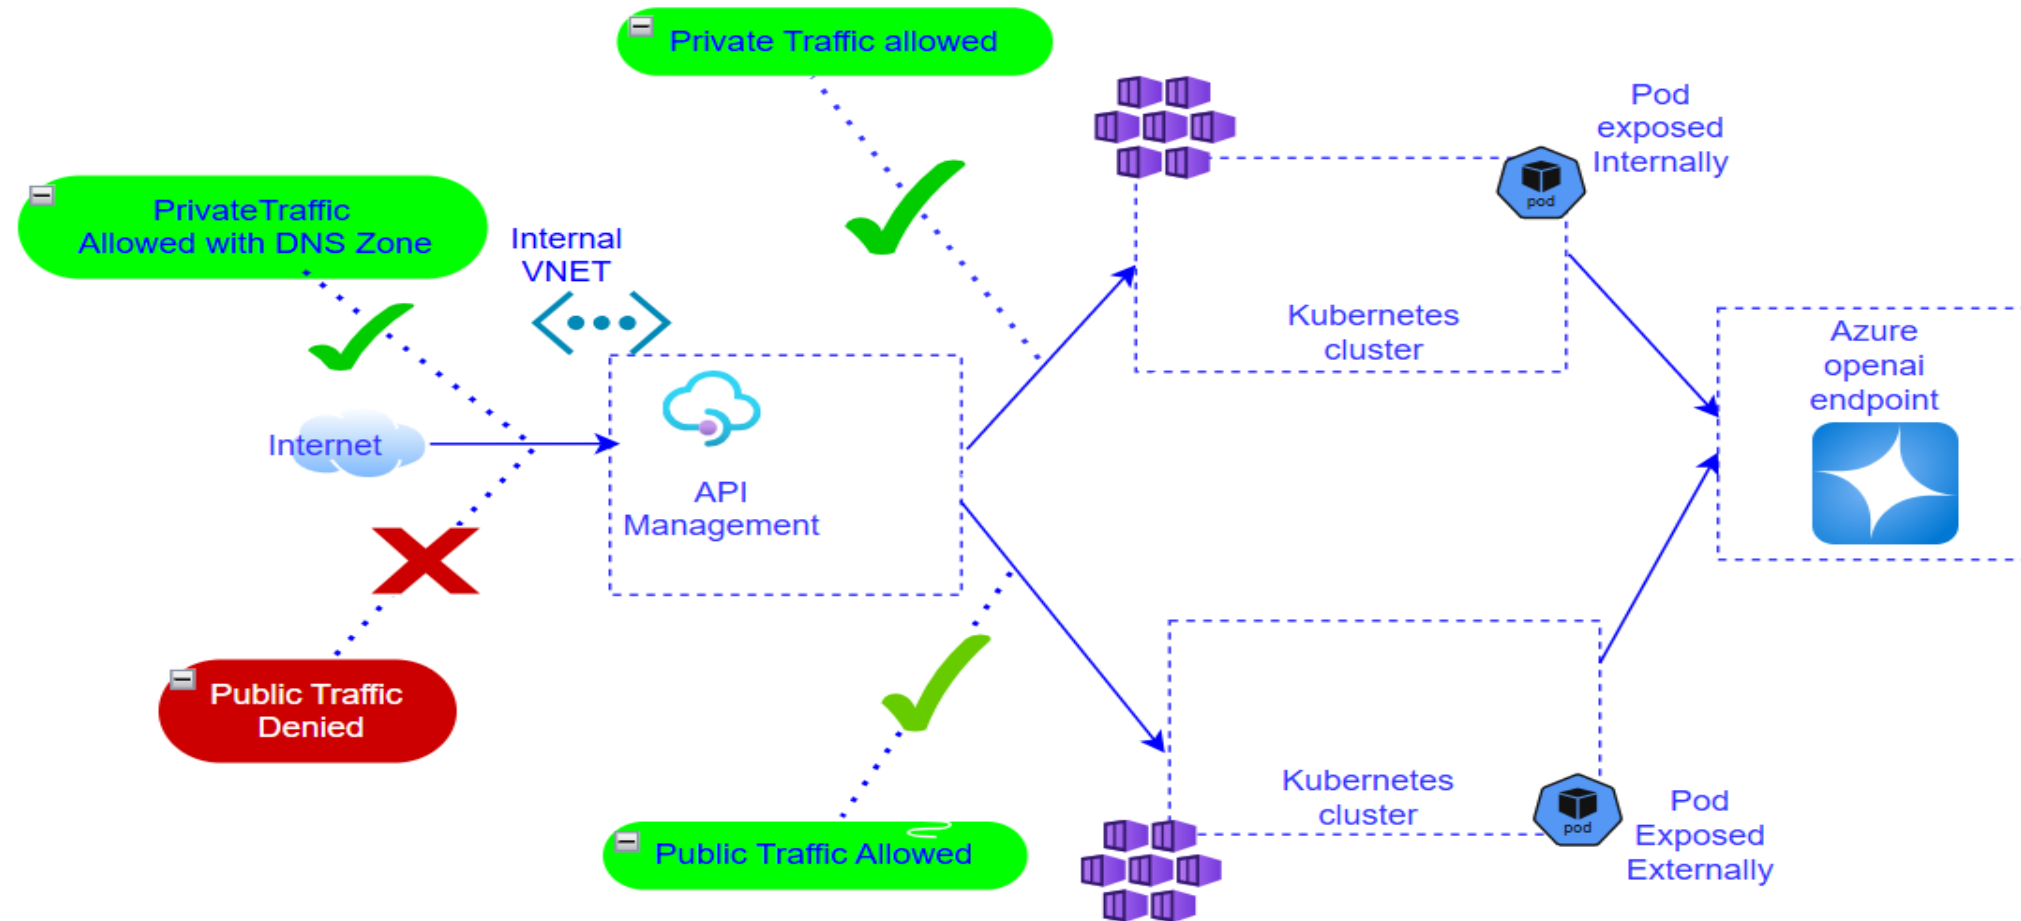 Private Traffic allowed
Pod
exposed
Internally
pod
PrivateTraffic
Allowed with DNS Zone
Internal
VNET
Kubernetes
cluster
Azure
openai
endpoint
Internet
API
Management
Public Traffic
Denied
Kubernetes
cluster
pod
Pod
Exposed
Externally
Public Traffic Allowed